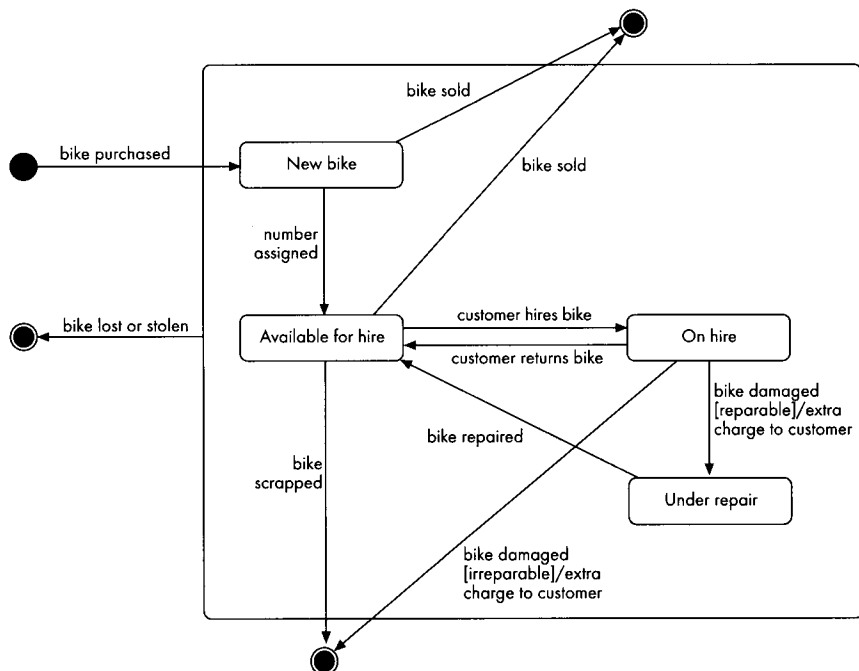 bike sold
bike purchased
New bike
bike sold
number
assigned
bike lost or stolen
Available for hire
customer hires bike
On hire
customer returns bike
bike damaged
[reparable]/extra
charge to customer
bike repaired
bike
scrapped
Under repair
bike damaged
[irreparable]/extra
charge to customer